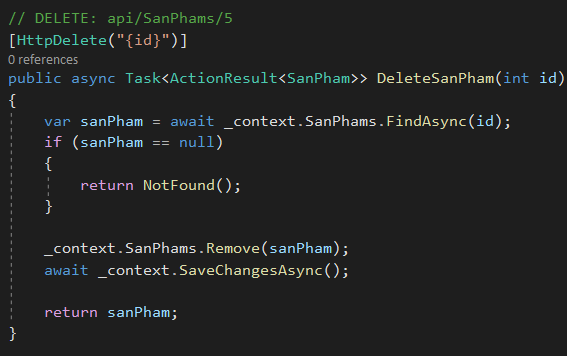 // DELETE: api/SanPhams/5
[HttpDelete("{id}")]
0 references
public async Task<ActionResult<SanPham>> DeleteSanPham(int id)
{
var sanPham = await _context.SanPhams.FindAsync(id);
if (sanPham == null)
{
return NotFound();
}
_context.SanPhams.Remove(sanPham);
await _context.SaveChangesAsync();
return sanPham;
}